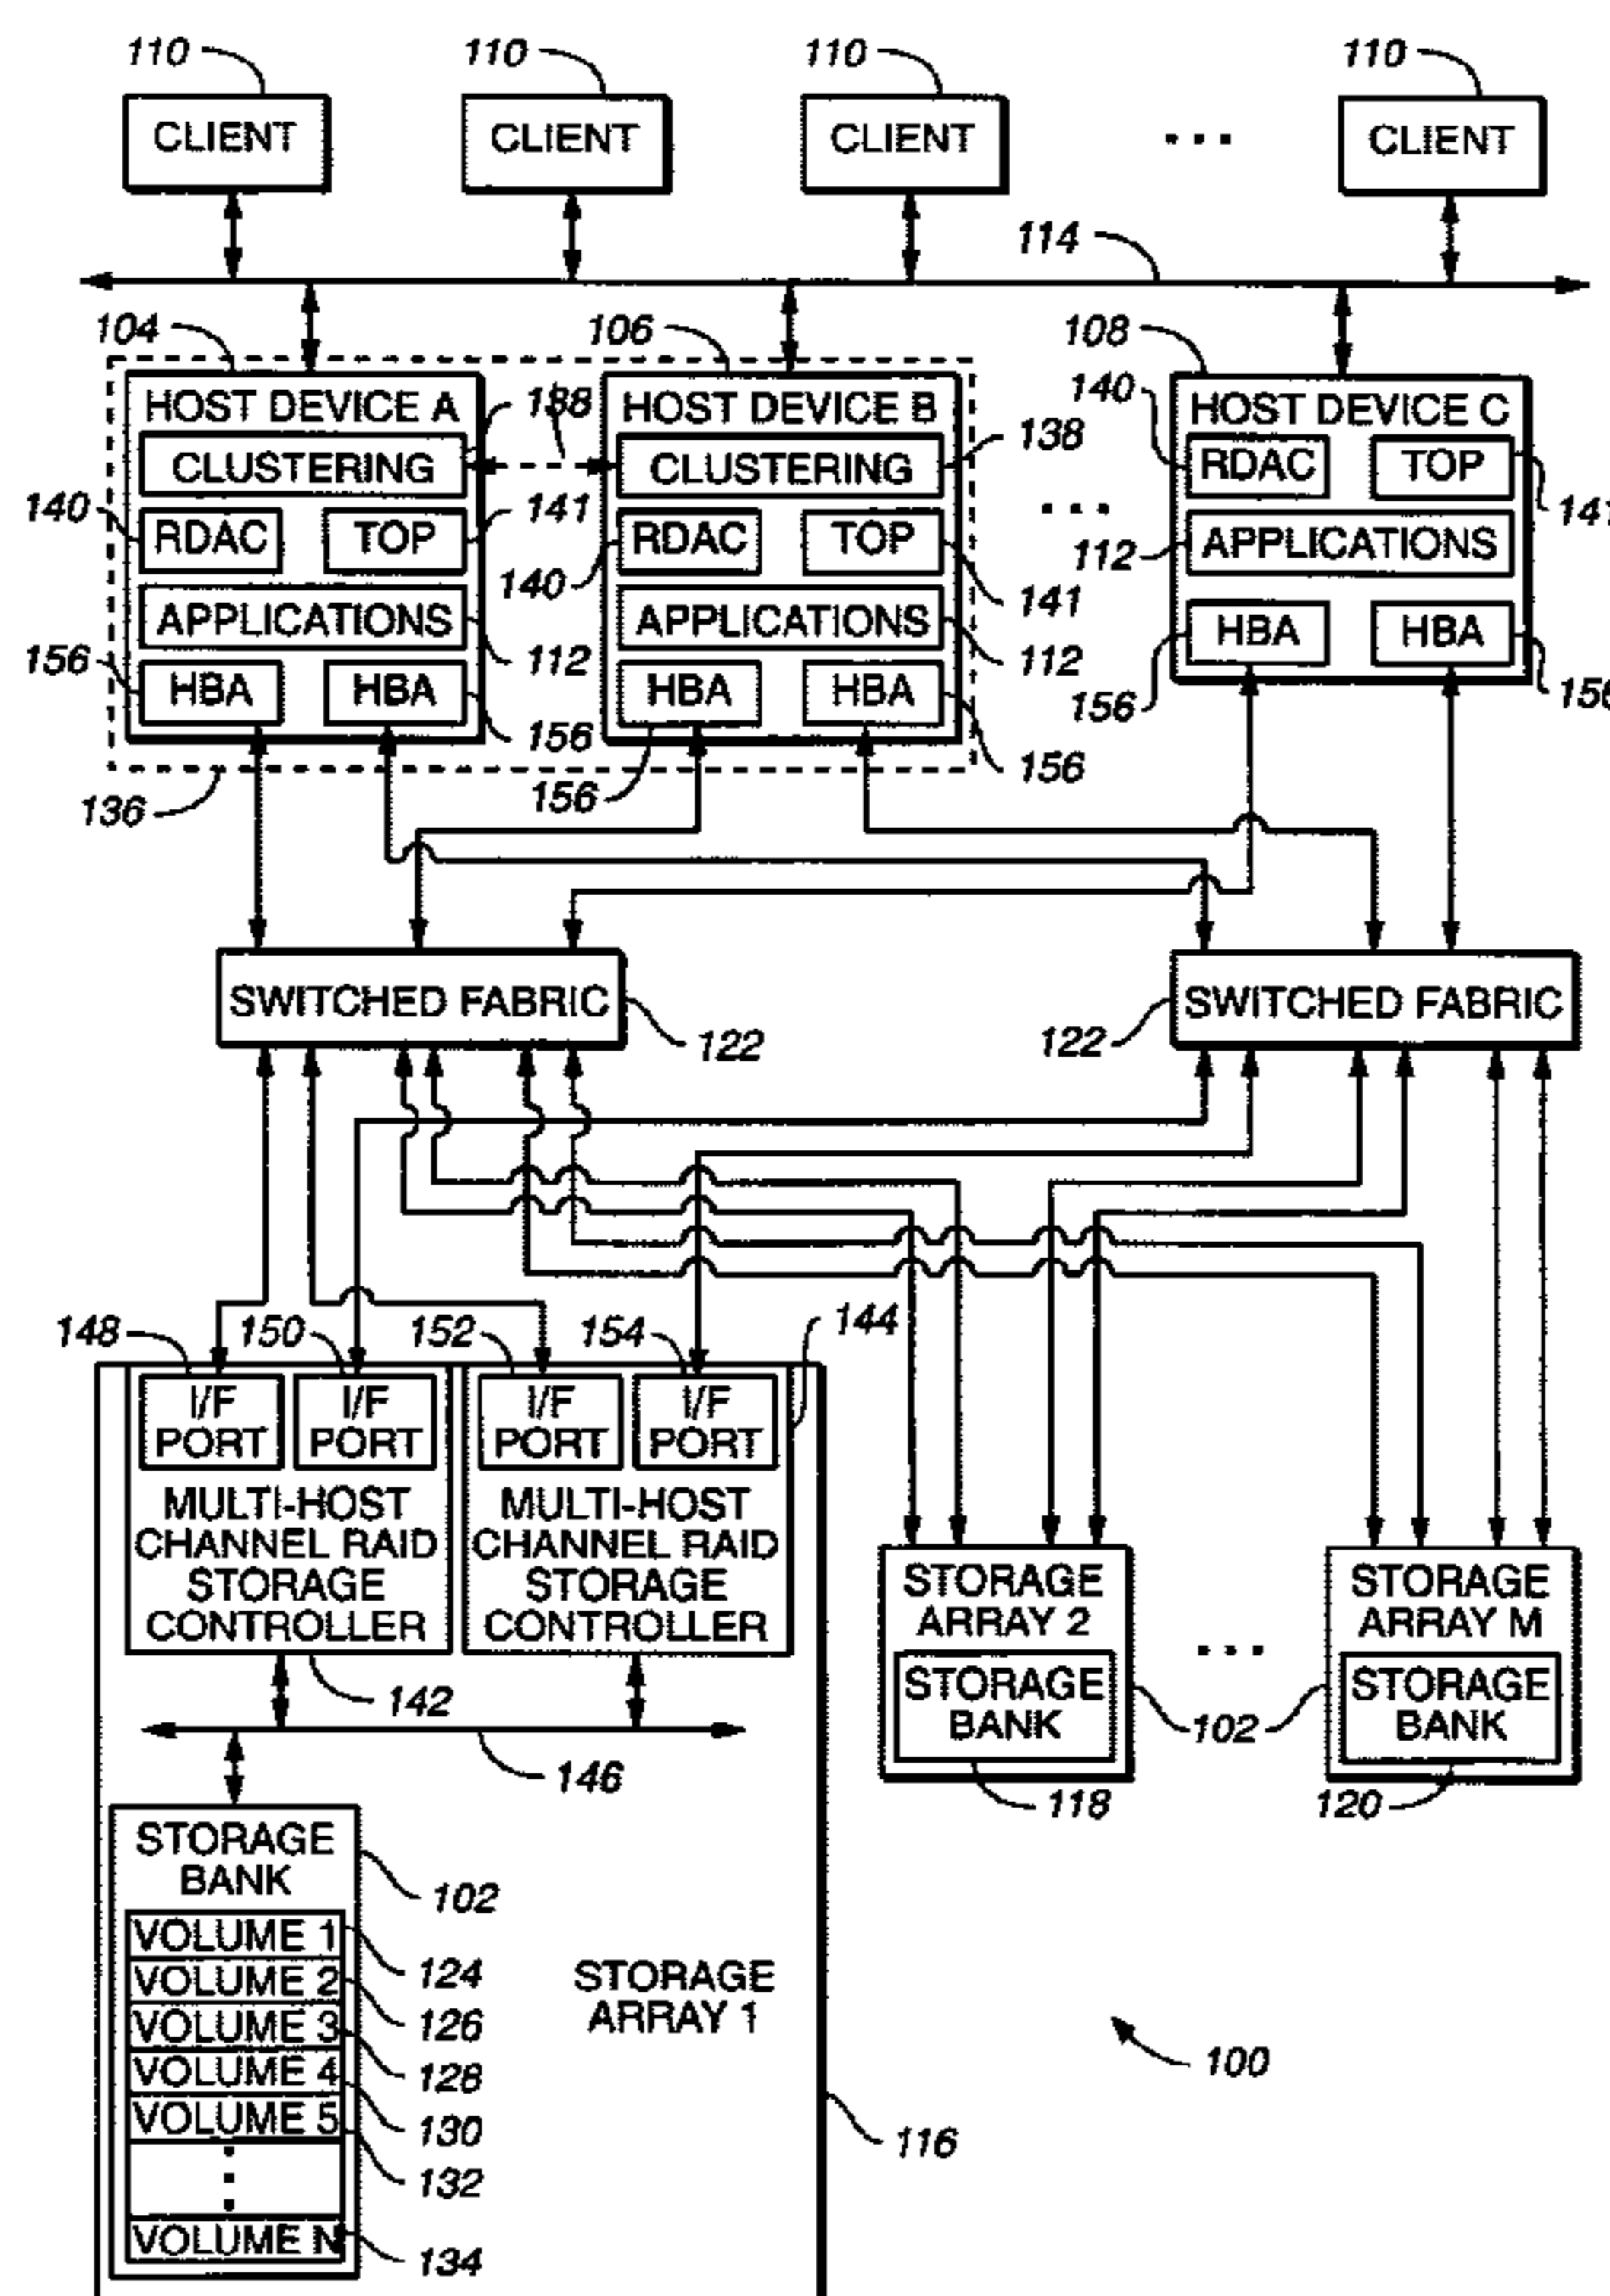 110 110 110 110
CLIENT CLIENT CLIENT ... CLIENT
114
104 106 108
HOST DEVICE A 138 HOST DEVICE B 140 HOST DEVICE C
CLUSTERING CLUSTERING 138 RDAC TOP
140 141 ... 141
RDAC TOP RDAC TOP 112 APPLICATIONS
140 141
APPLICATIONS APPLICATIONS HBA HBA
156 112 112
HBA HBA HBA HBA 156 156
156 156
136 156
SWITCHED FABRIC SWITCHED FABRIC
122 122
148 150 152 154 144
I/F I/F I/F I/F
PORT PORT PORT PORT
MULTI-HOST MULTI-HOST
CHANNEL RAID CHANNEL RAID
STORAGE STORAGE
CONTROLLER CONTROLLER
STORAGE STORAGE
ARRAY 2 ... ARRAY M
STORAGE STORAGE
BANK BANK
142 102
146 118 120
STORAGE
BANK
102
VOLUME 1
124
VOLUME 2
126
VOLUME 3
128
VOLUME 4
130
VOLUME 5
132
VOLUME N
134
STORAGE
ARRAY 1
100
116